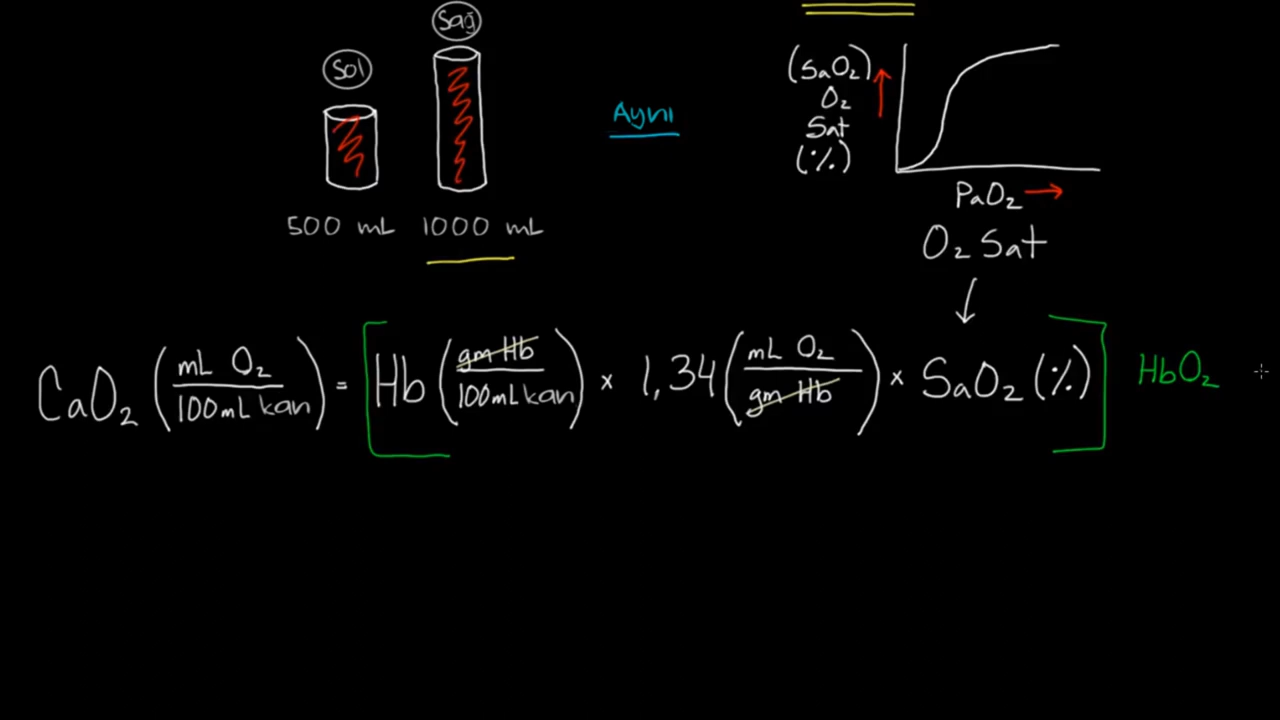 Sağ
Sol
500 mL
1000 mL
Aynı
(SaO₂)
O₂
Sat
(%)
PaO₂
O₂ Sat
CaO₂ (mL O₂ / 100mL kan) = [Hb (gm Hb / 100mL kan) × 1,34 (mL O₂ / gm Hb) × SaO₂ (%)] HbO₂